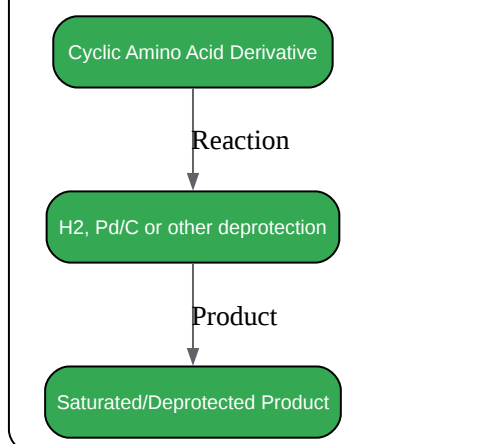 Cyclic Amino Acid Derivative
Reaction
H2, Pd/C or other deprotection
Product
Saturated/Deprotected Product